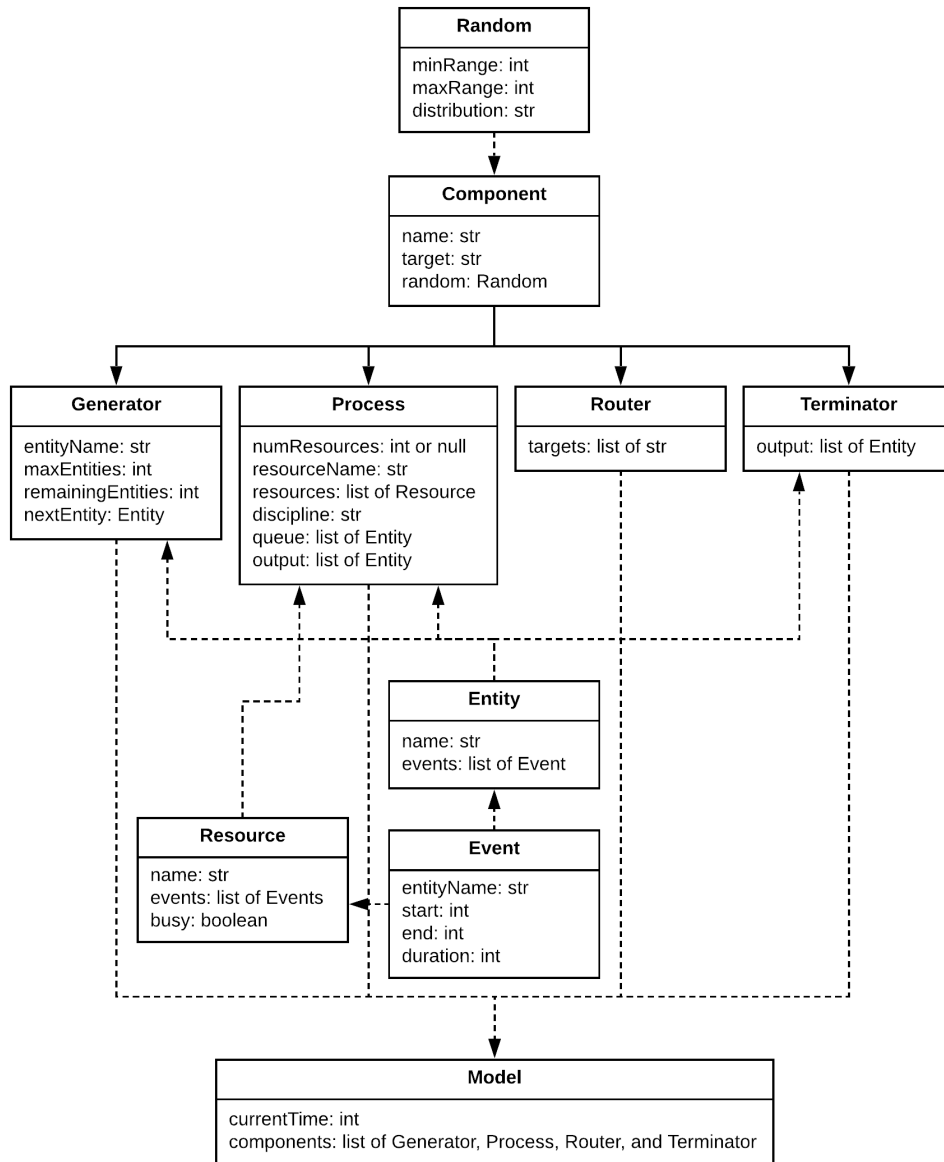 Random
minRange: int
maxRange: int
distribution: str
Component
name: str
target: str
random: Random
Generator
entityName: str
maxEntities: int
remainingEntities: int
nextEntity: Entity
Process
numResources: int or null
resourceName: str
resources: list of Resource
discipline: str
queue: list of Entity
output: list of Entity
Router
targets: list of str
Terminator
output: list of Entity
Entity
name: str
events: list of Event
Resource
name: str
events: list of Events
busy: boolean
Event
entityName: str
start: int
end: int
duration: int
Model
currentTime: int
components: list of Generator, Process, Router, and Terminator